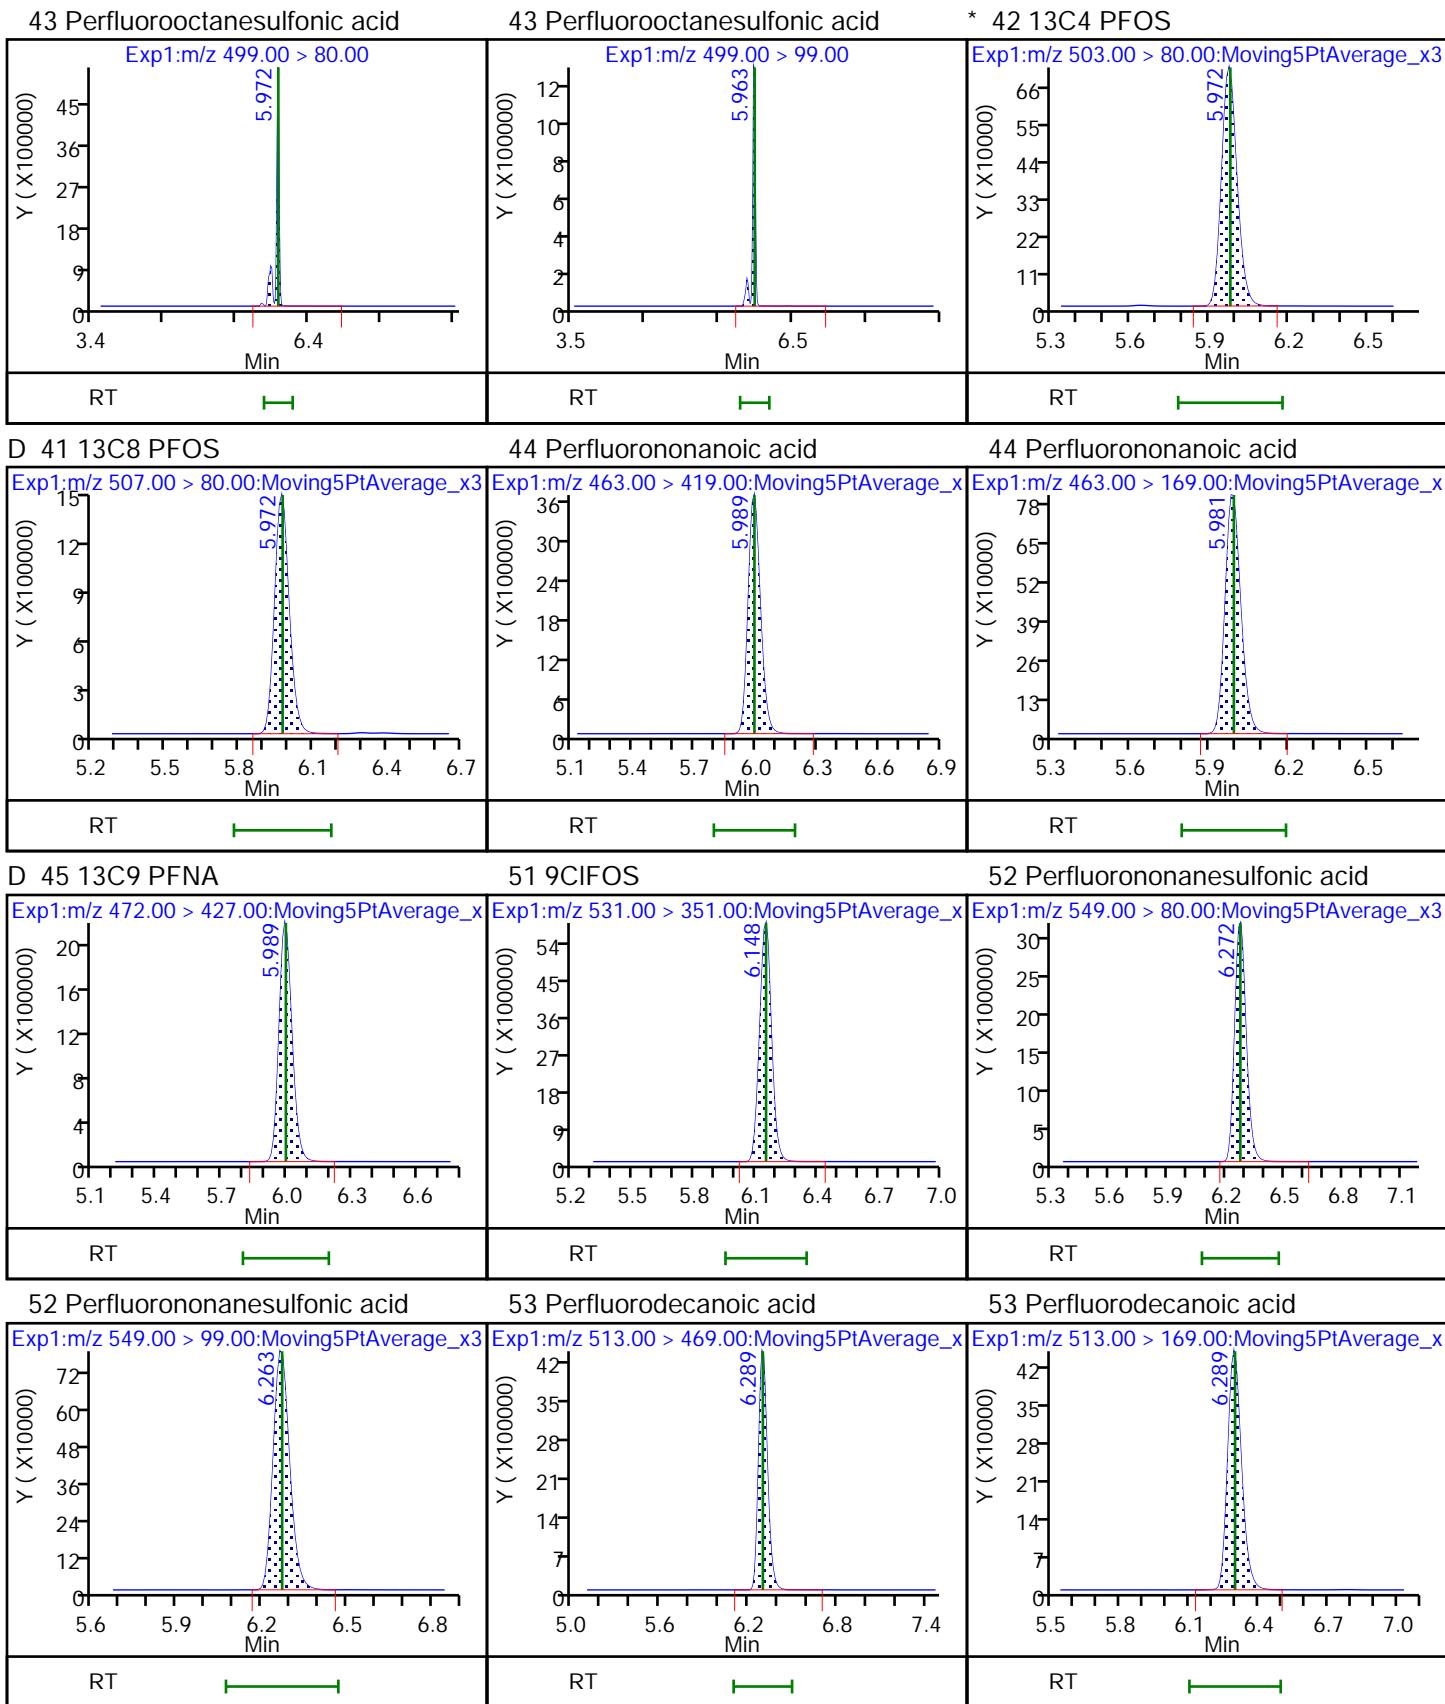 43 Perfluorooctanesulfonic acid
Exp1:m/z 499.00 > 80.00
5.972
Y ( X100000)
45
36
27
18
9
0
3.4
6.4
Min
RT
43 Perfluorooctanesulfonic acid
Exp1:m/z 499.00 > 99.00
5.963
Y ( X100000)
12
10
8
6
4
2
0
3.5
6.5
Min
RT
* 42 13C4 PFOS
Exp1:m/z 503.00 > 80.00:Moving5PtAverage_x3
5.972
Y ( X100000)
66
55
44
33
22
11
0
5.3
5.6
5.9
6.2
6.5
Min
RT
D 41 13C8 PFOS
Exp1:m/z 507.00 > 80.00:Moving5PtAverage_x3
5.972
Y ( X100000)
15
12
9
6
3
0
5.2
5.5
5.8
6.1
6.4
6.7
Min
RT
44 Perfluorononanoic acid
Exp1:m/z 463.00 > 419.00:Moving5PtAverage_x
5.989
Y ( X100000)
36
30
24
18
12
6
0
5.1
5.4
5.7
6.0
6.3
6.6
6.9
Min
RT
44 Perfluorononanoic acid
Exp1:m/z 463.00 > 169.00:Moving5PtAverage_x
5.981
Y ( X10000)
78
65
52
39
26
13
0
5.3
5.6
5.9
6.2
6.5
Min
RT
D 45 13C9 PFNA
Exp1:m/z 472.00 > 427.00:Moving5PtAverage_x
5.989
Y ( X100000)
20
16
12
8
4
0
5.1
5.4
5.7
6.0
6.3
6.6
Min
RT
51 9ClFOS
Exp1:m/z 531.00 > 351.00:Moving5PtAverage_x
6.148
Y ( X100000)
54
45
36
27
18
9
0
5.2
5.5
5.8
6.1
6.4
6.7
7.0
Min
RT
52 Perfluorononanesulfonic acid
Exp1:m/z 549.00 > 80.00:Moving5PtAverage_x3
6.272
Y ( X100000)
30
25
20
15
10
5
0
5.3
5.6
5.9
6.2
6.5
6.8
7.1
Min
RT
52 Perfluorononanesulfonic acid
Exp1:m/z 549.00 > 99.00:Moving5PtAverage_x3
6.263
Y ( X10000)
72
60
48
36
24
12
0
5.6
5.9
6.2
6.5
6.8
Min
RT
53 Perfluorodecanoic acid
Exp1:m/z 513.00 > 469.00:Moving5PtAverage_x
6.289
Y ( X100000)
42
35
28
21
14
7
0
5.0
5.6
6.2
6.8
7.4
Min
RT
53 Perfluorodecanoic acid
Exp1:m/z 513.00 > 169.00:Moving5PtAverage_x
6.289
Y ( X10000)
42
35
28
21
14
7
0
5.5
5.8
6.1
6.4
6.7
7.0
Min
RT